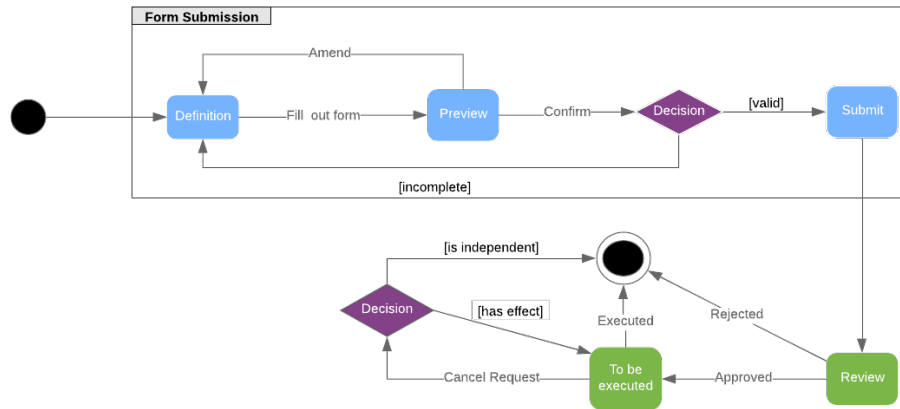 Form Submission
Amend
Definition
Fill out form
Preview
Confirm
Decision
[valid]
Submit
[incomplete]
[is independent]
Decision
[has effect]
Executed
Rejected
Cancel Request
To be
executed
Approved
Review